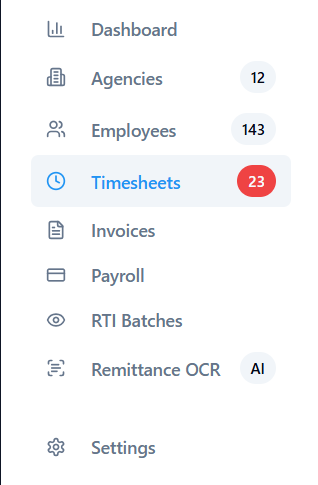 Dashboard
Agencies 12
Employees 143
Timesheets 23
Invoices
Payroll
RTI Batches
Remittance OCR AI
Settings